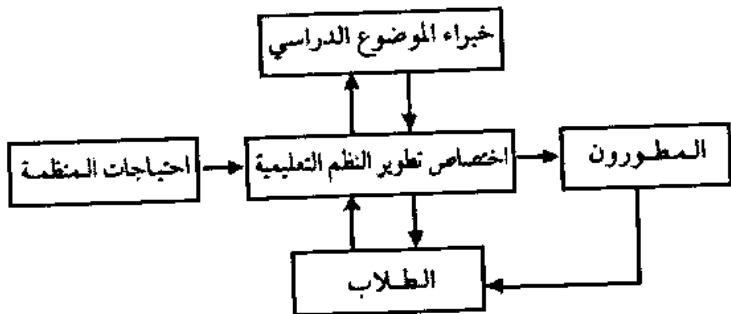 خبراء الموضوع الدراسي
المطورون
اختصاص تطوير النظم التعليمية
احتياجات المنظمة
الطلاب